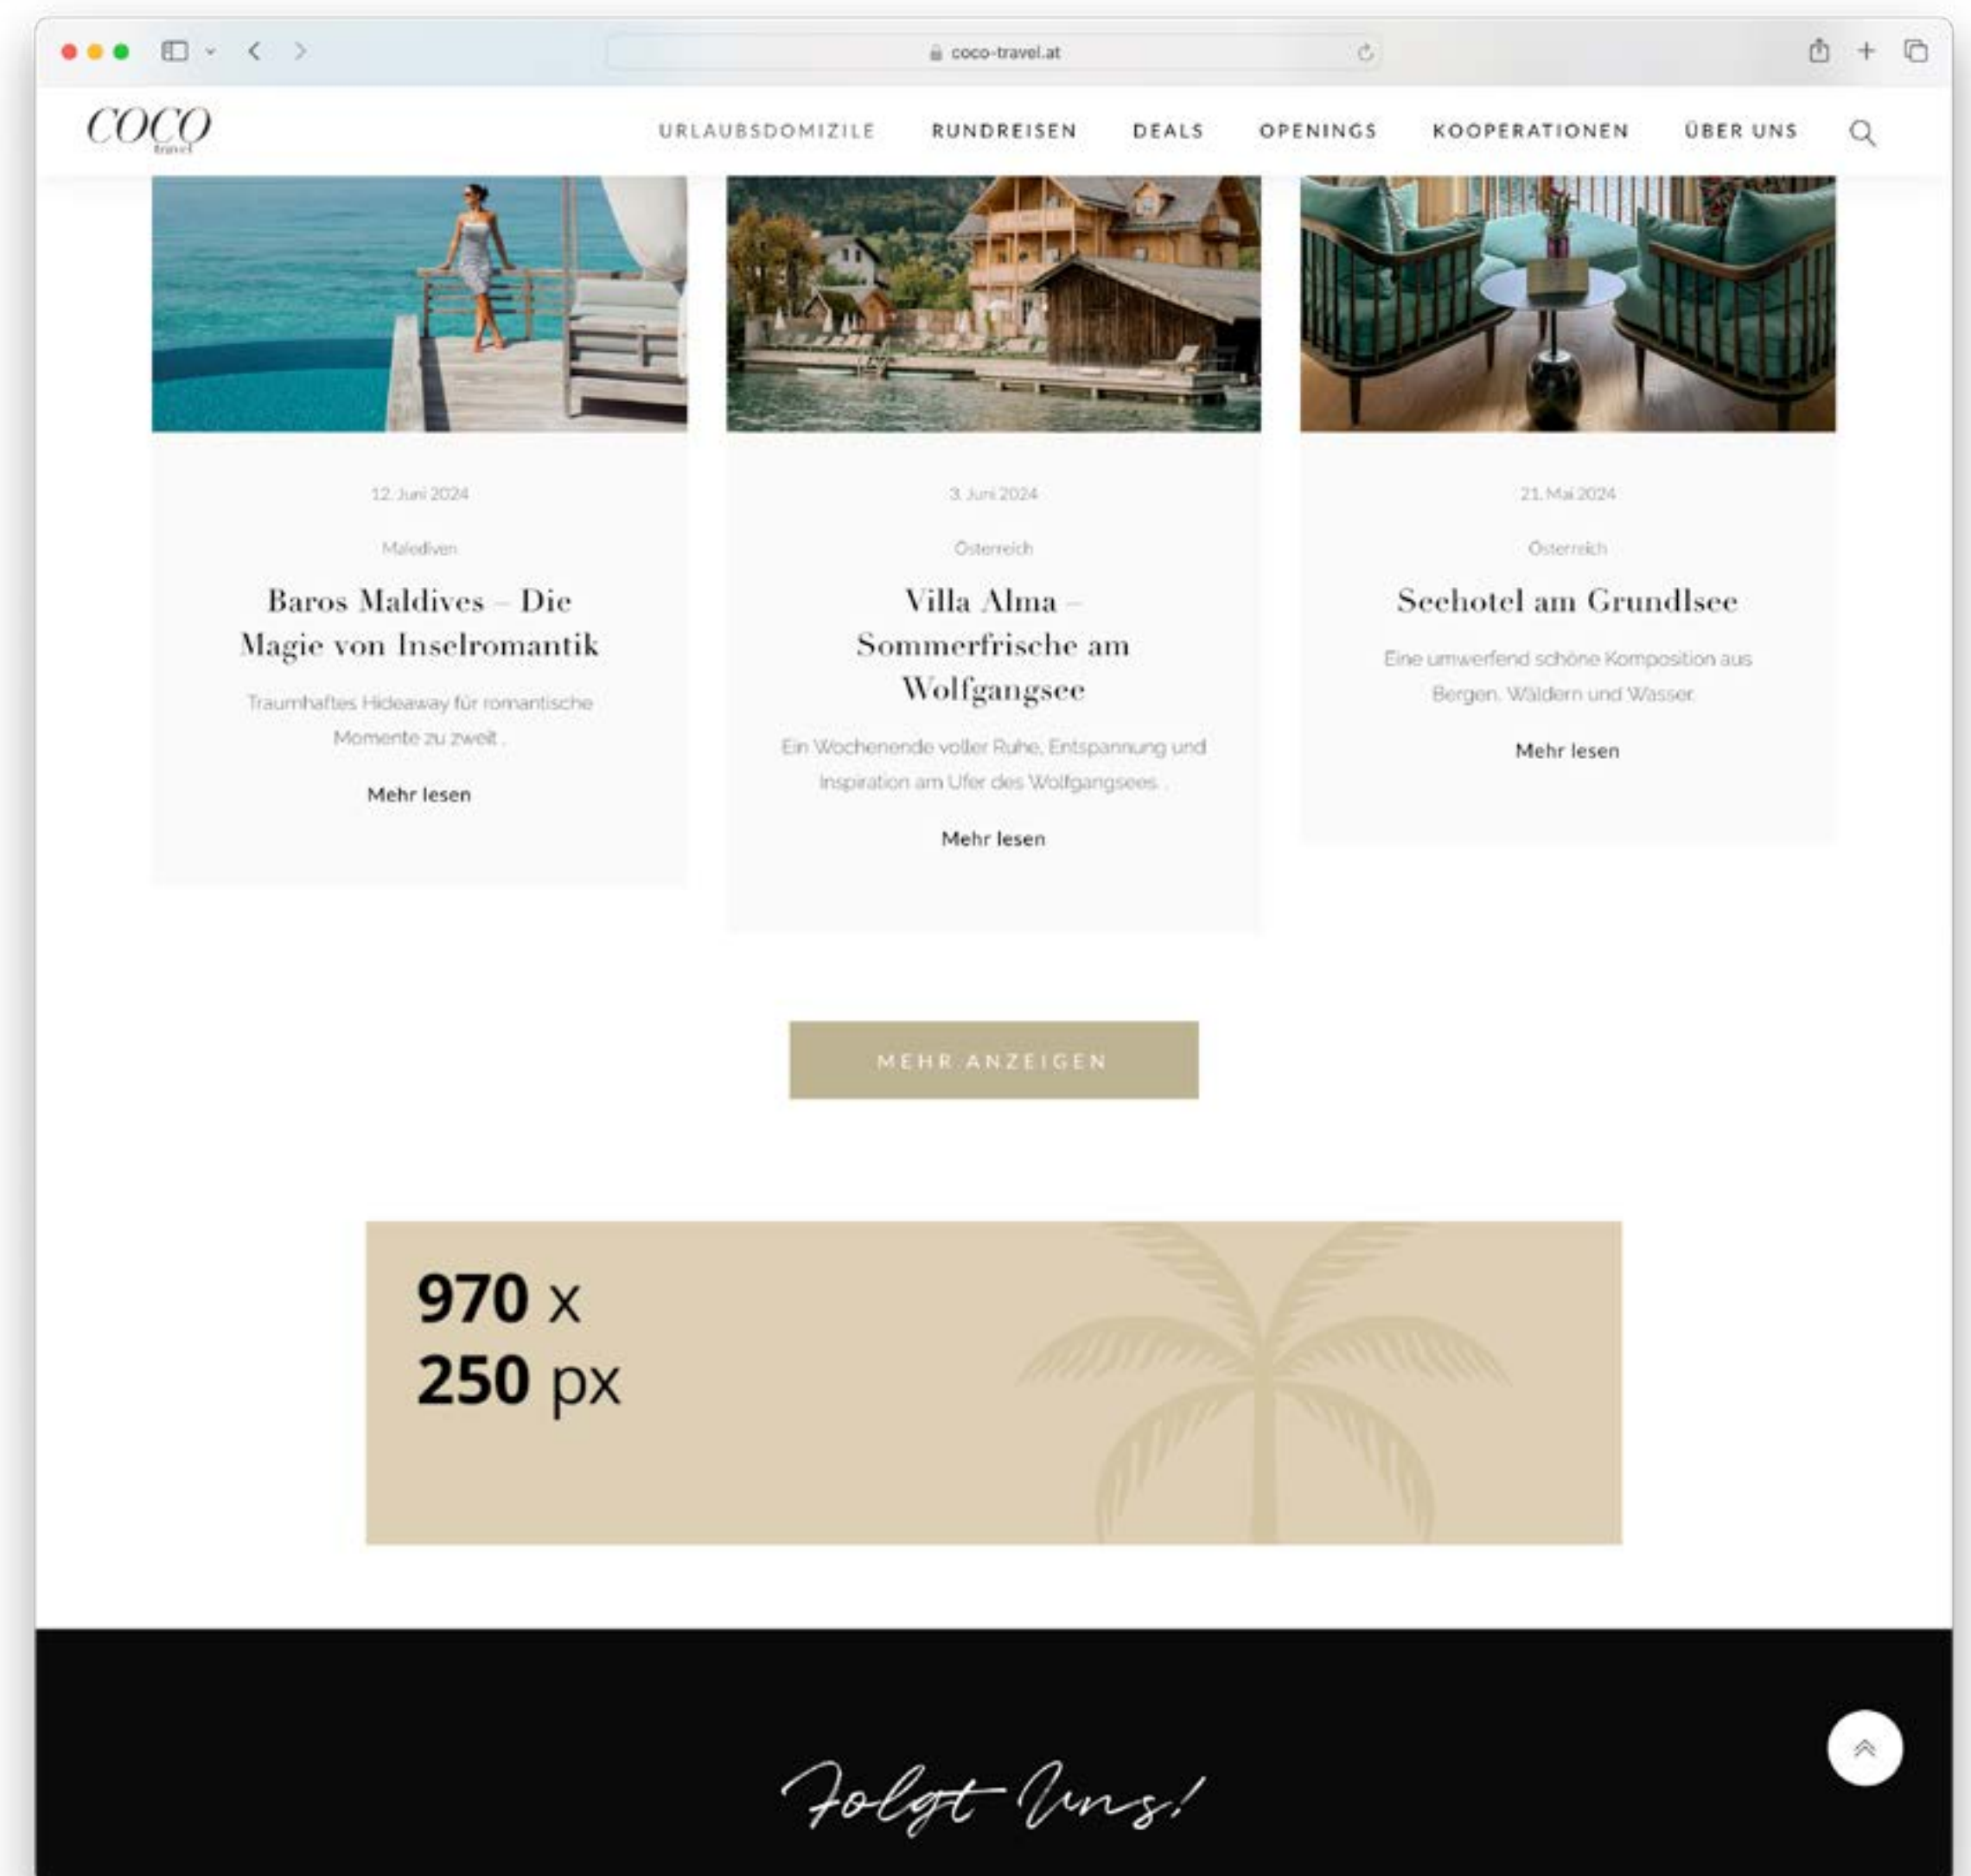 coco-travel.at
COCO
travel
URLAUBSDOMIZILE RUNDREISEN DEALS OPENINGS KOOPERATIONEN ÜBER UNS
12. Juni 2024
Malediven
Baros Maldives – Die
Magie von Inselromantik
Traumhaftes Hideaway für romantische
Momente zu zweit .
Mehr lesen
3. Juni 2024
Österreich
Villa Alma –
Sommerfrische am
Wolfgangsee
Ein Wochenende voller Ruhe, Entspannung und
Inspiration am Ufer des Wolfgangsees .
Mehr lesen
21. Mai 2024
Österreich
Seehotel am Grundlsee
Eine umwerfend schöne Komposition aus
Bergen, Wäldern und Wasser.
Mehr lesen
MEHR ANZEIGEN
970 x
250 px
Folgt Uns!